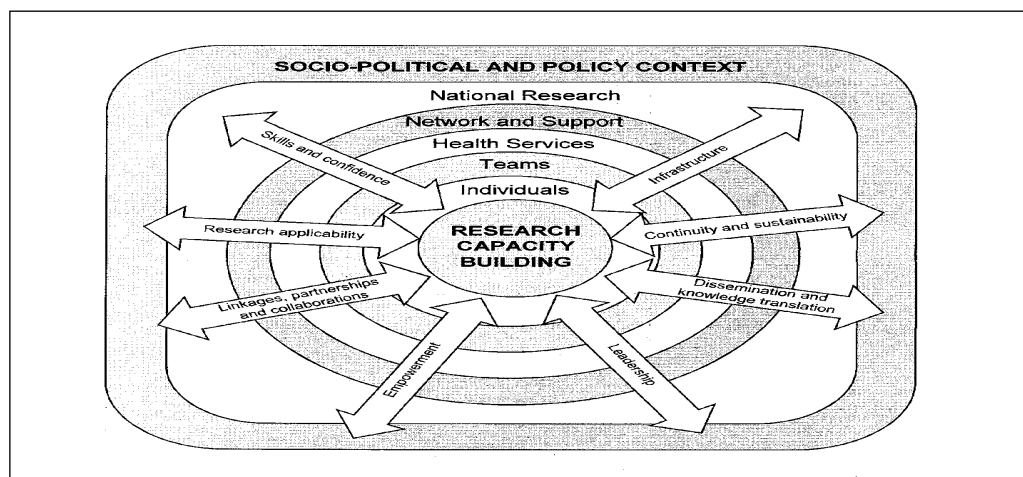 SOCIO-POLITICAL AND POLICY CONTEXT
National Research
Network and Support
Health Services
Teams
Individuals
RESEARCH
CAPACITY
BUILDING
Skills and confidence
Infrastructure
Research applicability
Continuity and sustainability
Linkages, partnerships
and collaborations
Dissemination and
knowledge translation
Empowerment
Leadership